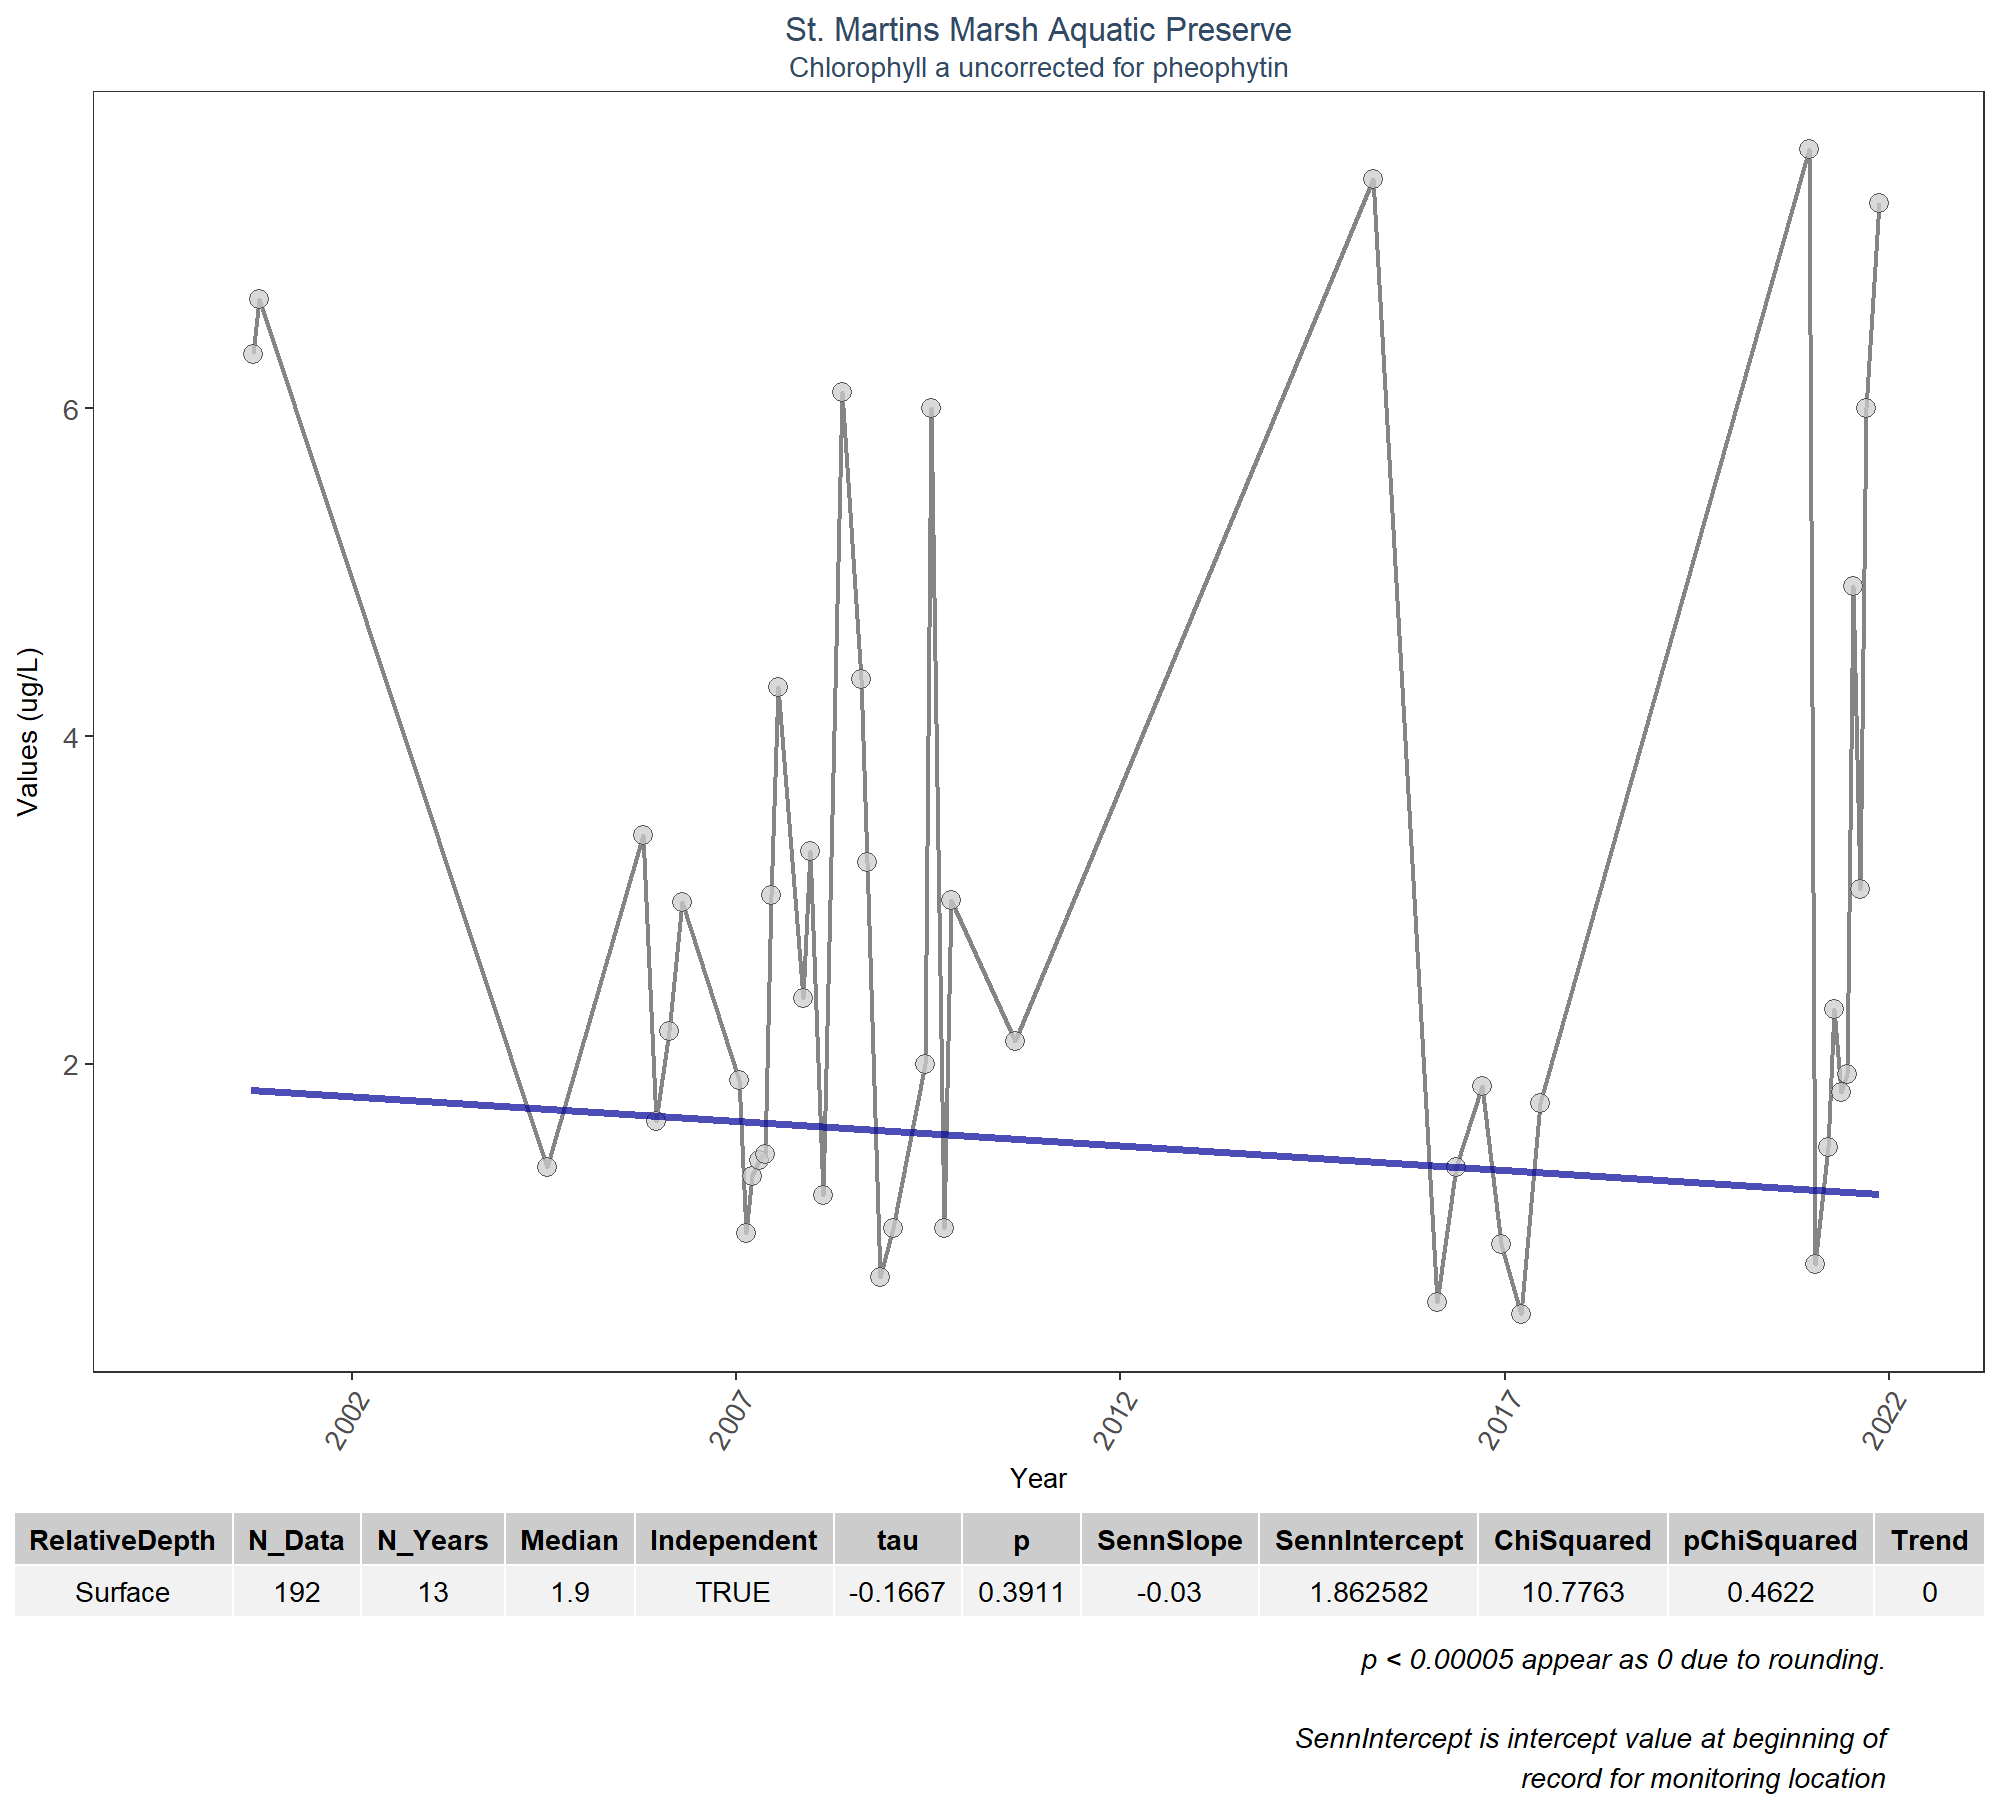 St. Martins Marsh Aquatic Preserve
Chlorophyll a uncorrected for pheophytin
Values (ug/L)
6
4
2
2002 2007 2012 2017 2022
Year
RelativeDepth N_Data N_Years Median Independent tau p SennSlope SennIntercept ChiSquared pChiSquared Trend
Surface 192 13 1.9 TRUE -0.1667 0.3911 -0.03 1.862582 10.7763 0.4622 0
p < 0.00005 appear as 0 due to rounding.
SennIntercept is intercept value at beginning of
record for monitoring location